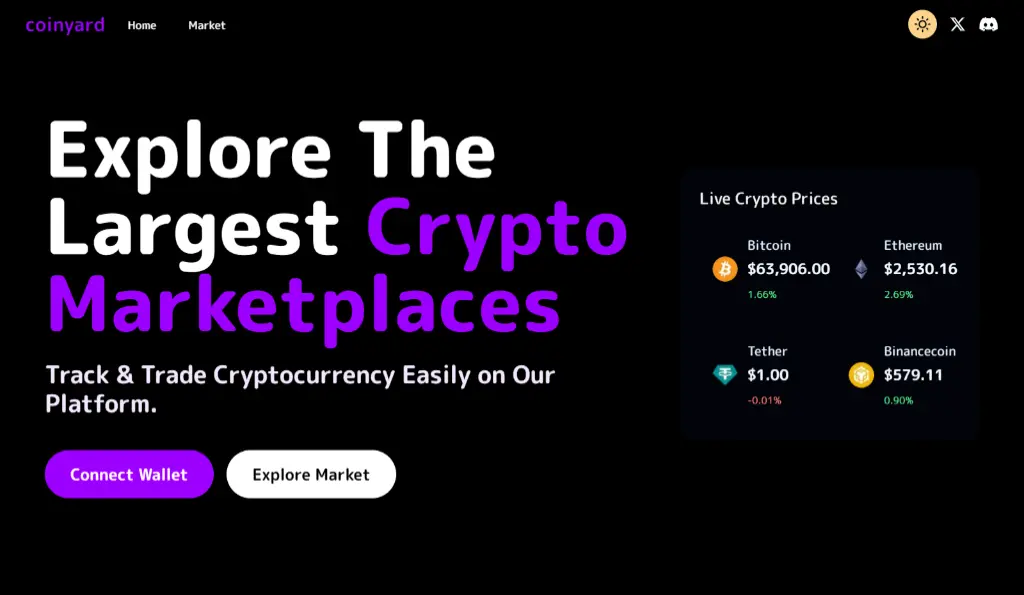 coinyard
Home
Market
Explore The
Largest Crypto
Marketplaces
Track & Trade Cryptocurrency Easily on Our
Platform.
Connect Wallet
Explore Market
Live Crypto Prices
Bitcoin
$63,906.00
1.66%
Ethereum
$2,530.16
2.69%
Tether
$1.00
-0.01%
Binancecoin
$579.11
0.90%